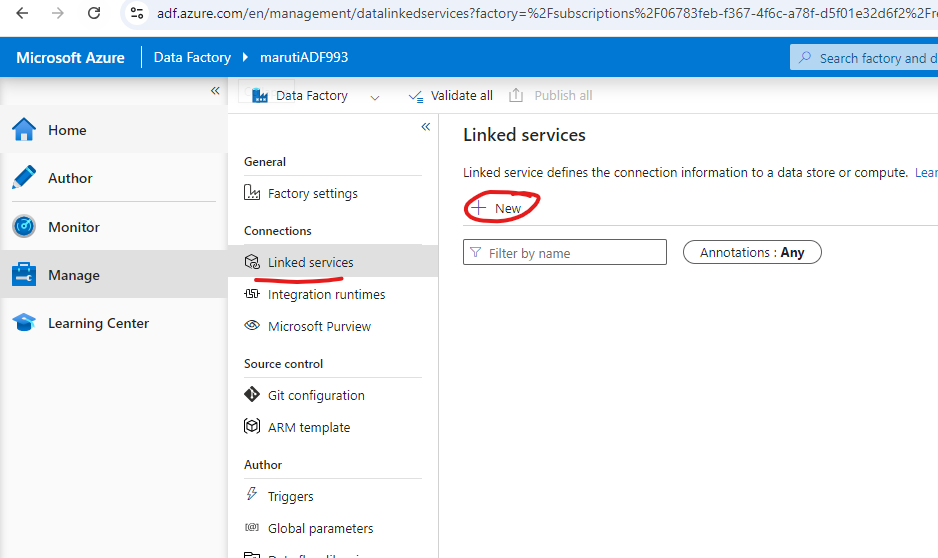 adf.azure.com/en/management/datalinkedservices?factory=%2Fsubscriptions%2F06783feb-f367-4f6c-a78f-d5f01e32d6f2%2Fr
Microsoft Azure Data Factory marutiADF993 Search factory and d
Data Factory Validate all Publish all
Home
Author
Monitor
Manage
Learning Center
General
Factory settings
Connections
Linked services
Integration runtimes
Microsoft Purview
Source control
Git configuration
ARM template
Author
Triggers
Global parameters
Linked services
Linked service defines the connection information to a data store or compute. Lear
New
Filter by name Annotations : Any